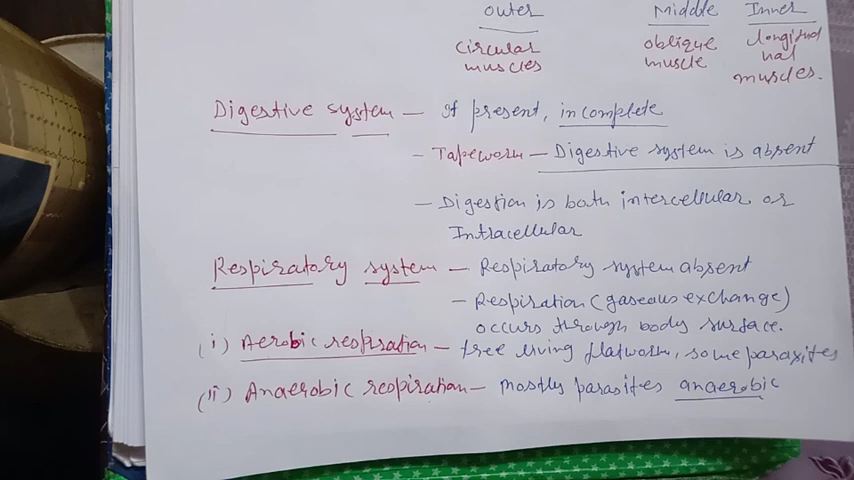 Outer Middle Inner
circular muscles oblique muscle longitudnal muscles.
Digestive system — If present, incomplete
- Tapeworm — Digestive system is absent
- Digestion is both intercellular or
Intracellular
Respiratory system — Respiratory system absent
- Respiration (gaseous exchange)
occurs through body surface.
(i) Aerobic respiration — free living flatworm, some parasites
(ii) Anaerobic respiration — mostly parasites anaerobic